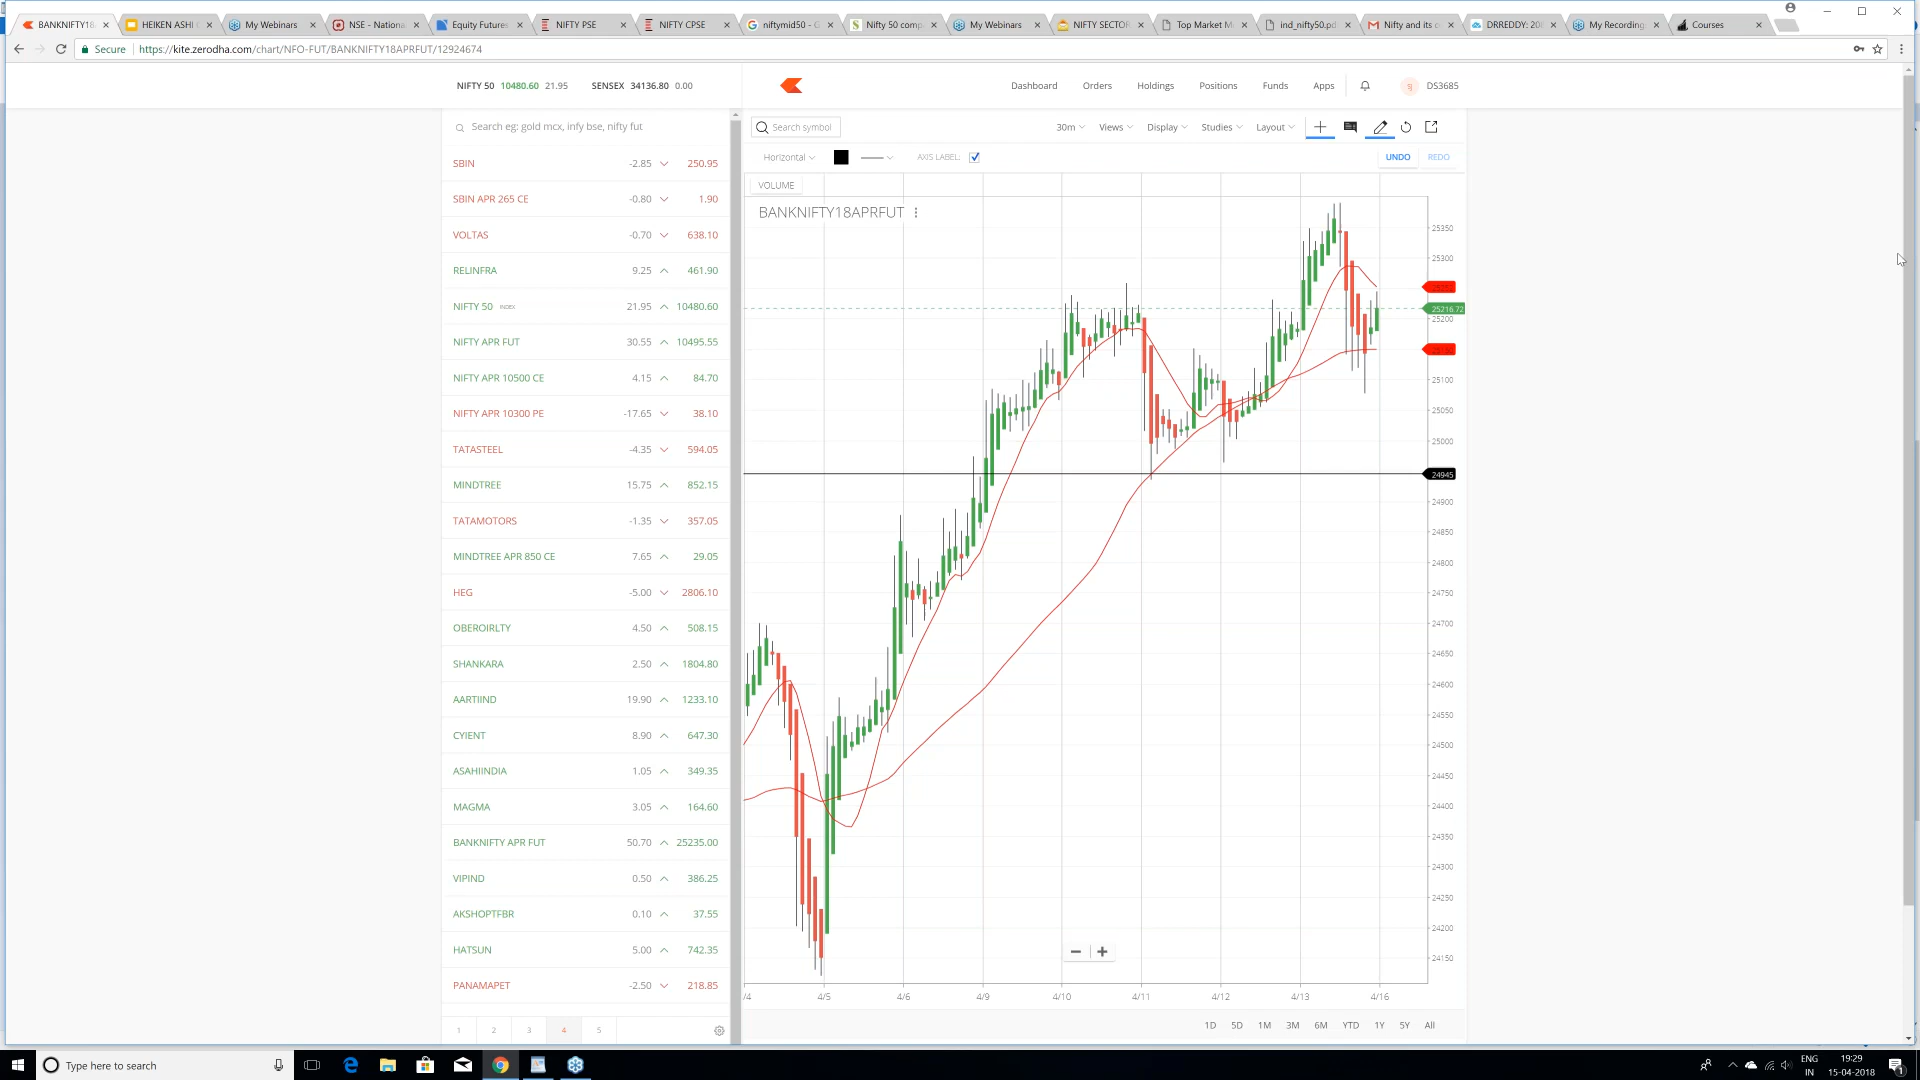 BANKNIFTY18
HEIKEN ASHI
My Webinars
NSE - Nationa
Equity Futures
NIFTY PSE
NIFTY CPSE
niftymid50 - G
Nifty 50 comp
My Webinars
NIFTY SECTOR
Top Market M
ind_nifty50.pd
Nifty and its c
DRREDDY: 208
My Recording
Courses
Secure https://kite.zerodha.com/chart/NFO-FUT/BANKNIFTY18APRFUT/12924674
NIFTY 50 10480.60 21.95 SENSEX 34136.80 0.00
Dashboard Orders Holdings Positions Funds Apps DS3685
Search eg: gold mcx, infy bse, nifty fut
SBIN -2.85 250.95
SBIN APR 265 CE -0.80 1.90
VOLTAS -0.70 638.10
RELINFRA 9.25 461.90
NIFTY 50 INDEX 21.95 10480.60
NIFTY APR FUT 30.55 10495.55
NIFTY APR 10500 CE 4.15 84.70
NIFTY APR 10300 PE -17.65 38.10
TATASTEEL -4.35 594.05
MINDTREE 15.75 852.15
TATAMOTORS -1.35 357.05
MINDTREE APR 850 CE 7.65 29.05
HEG -5.00 2806.10
OBEROIRLTY 4.50 508.15
SHANKARA 2.50 1804.80
AARTIIND 19.90 1233.10
CYIENT 8.90 647.30
ASAHIINDIA 1.05 349.35
MAGMA 3.05 164.60
BANKNIFTY APR FUT 50.70 25235.00
VIPIND 0.50 386.25
AKSHOPTFBR 0.10 37.55
HATSUN 5.00 742.35
PANAMAPET -2.50 218.85
1 2 3 4 5
Search symbol
30m Views Display Studies Layout
Horizontal AXIS LABEL: UNDO REDO
VOLUME
BANKNIFTY18APRFUT
25350
25300
25216.72
25200
25100
25050
25000
24945
24900
24850
24800
24750
24700
24650
24600
24550
24500
24450
24400
24350
24300
24250
24200
24150
/4 4/5 4/6 4/9 4/10 4/11 4/12 4/13 4/16
1D 5D 1M 3M 6M YTD 1Y 5Y All
Type here to search
ENG
IN
19:29
15-04-2018
1